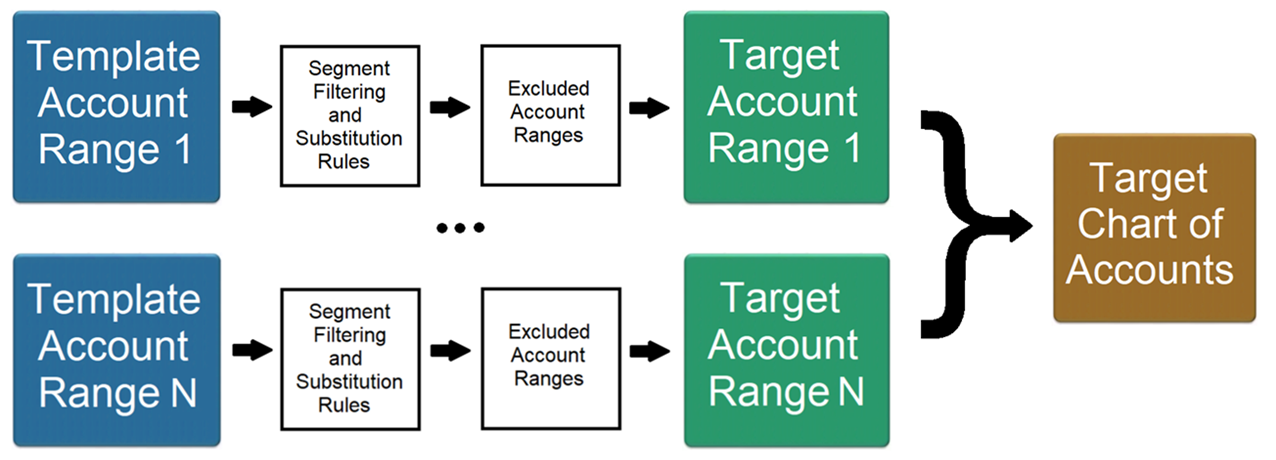 Template
Account
Range 1
Segment
Filtering
and
Substitution
Rules
Excluded
Account
Ranges
Target
Account
Range 1
Template
Account
Range N
Segment
Filtering
and
Substitution
Rules
Excluded
Account
Ranges
Target
Account
Range N
Target
Chart of
Accounts